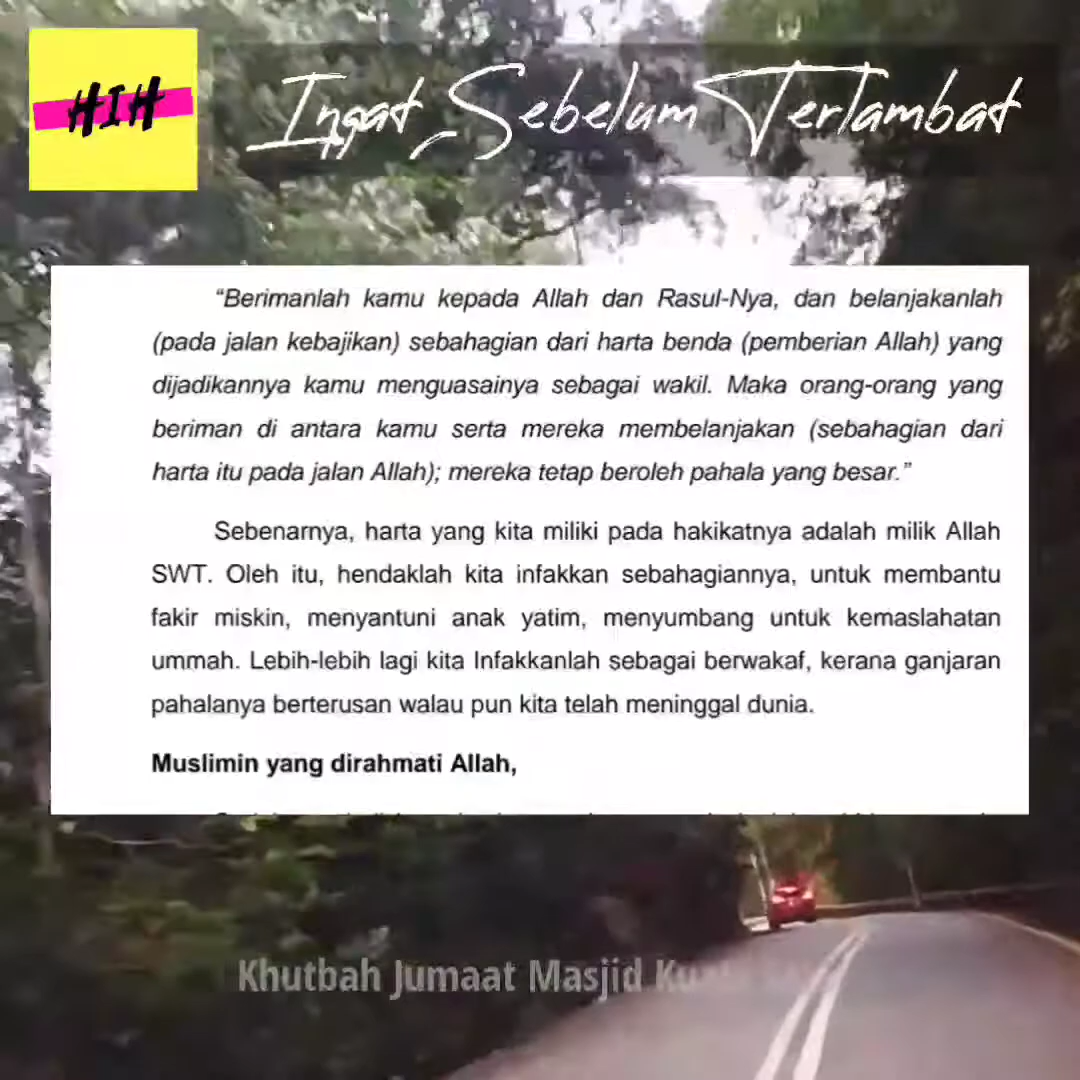 HIH
Ingat Sebelum Terlambat
“Berimanlah kamu kepada Allah dan Rasul-Nya, dan belanjakanlah
(pada jalan kebajikan) sebahagian dari harta benda (pemberian Allah) yang
dijadikannya kamu menguasainya sebagai wakil. Maka orang-orang yang
beriman di antara kamu serta mereka membelanjakan (sebahagian dari
harta itu pada jalan Allah); mereka tetap beroleh pahala yang besar.”
Sebenarnya, harta yang kita miliki pada hakikatnya adalah milik Allah
SWT. Oleh itu, hendaklah kita infakkan sebahagiannya, untuk membantu
fakir miskin, menyantuni anak yatim, menyumbang untuk kemaslahatan
ummah. Lebih-lebih lagi kita Infakkanlah sebagai berwakaf, kerana ganjaran
pahalanya berterusan walau pun kita telah meninggal dunia.
Muslimin yang dirahmati Allah,
Khutbah Jumaat Masjid